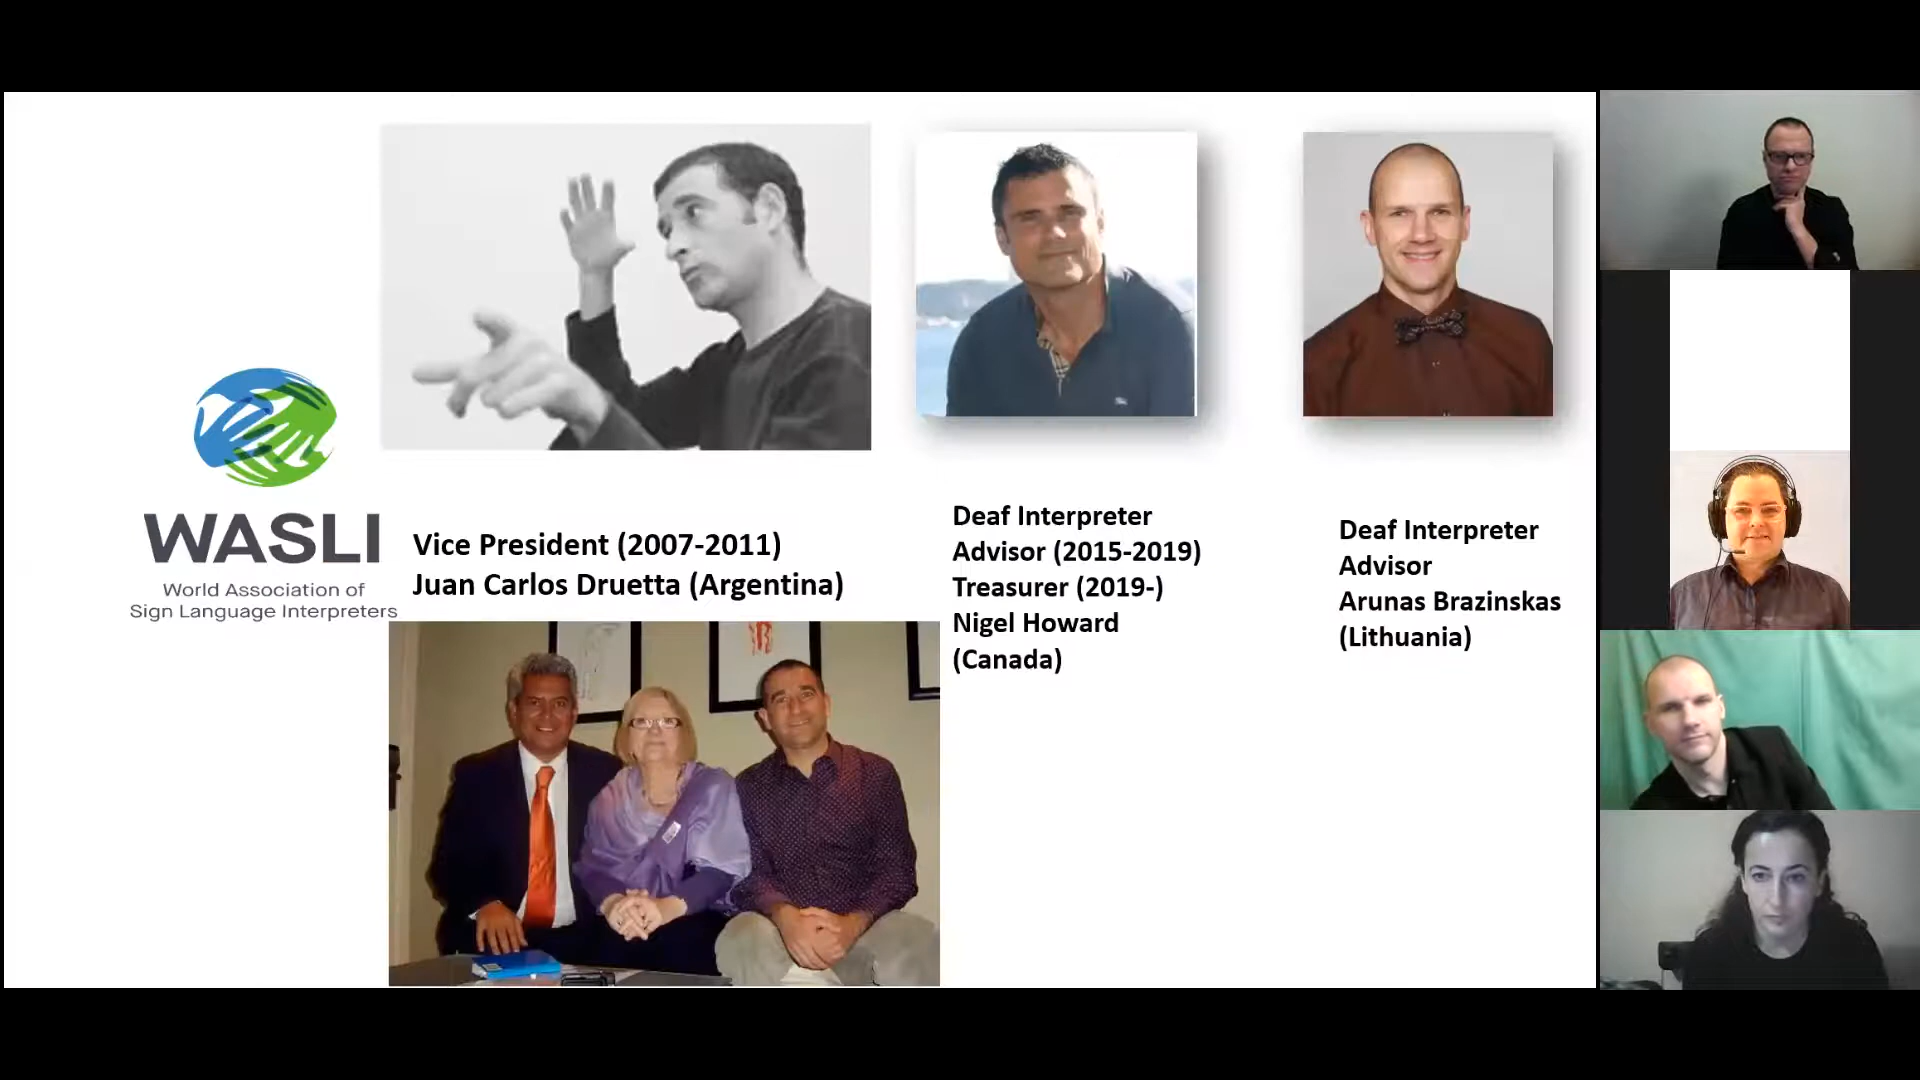 WASLI
World Association of
Sign Language Interpreters
Vice President (2007-2011)
Juan Carlos Druetta (Argentina)
Deaf Interpreter
Advisor (2015-2019)
Treasurer (2019-)
Nigel Howard
(Canada)
Deaf Interpreter
Advisor
Arunas Brazinskas
(Lithuania)